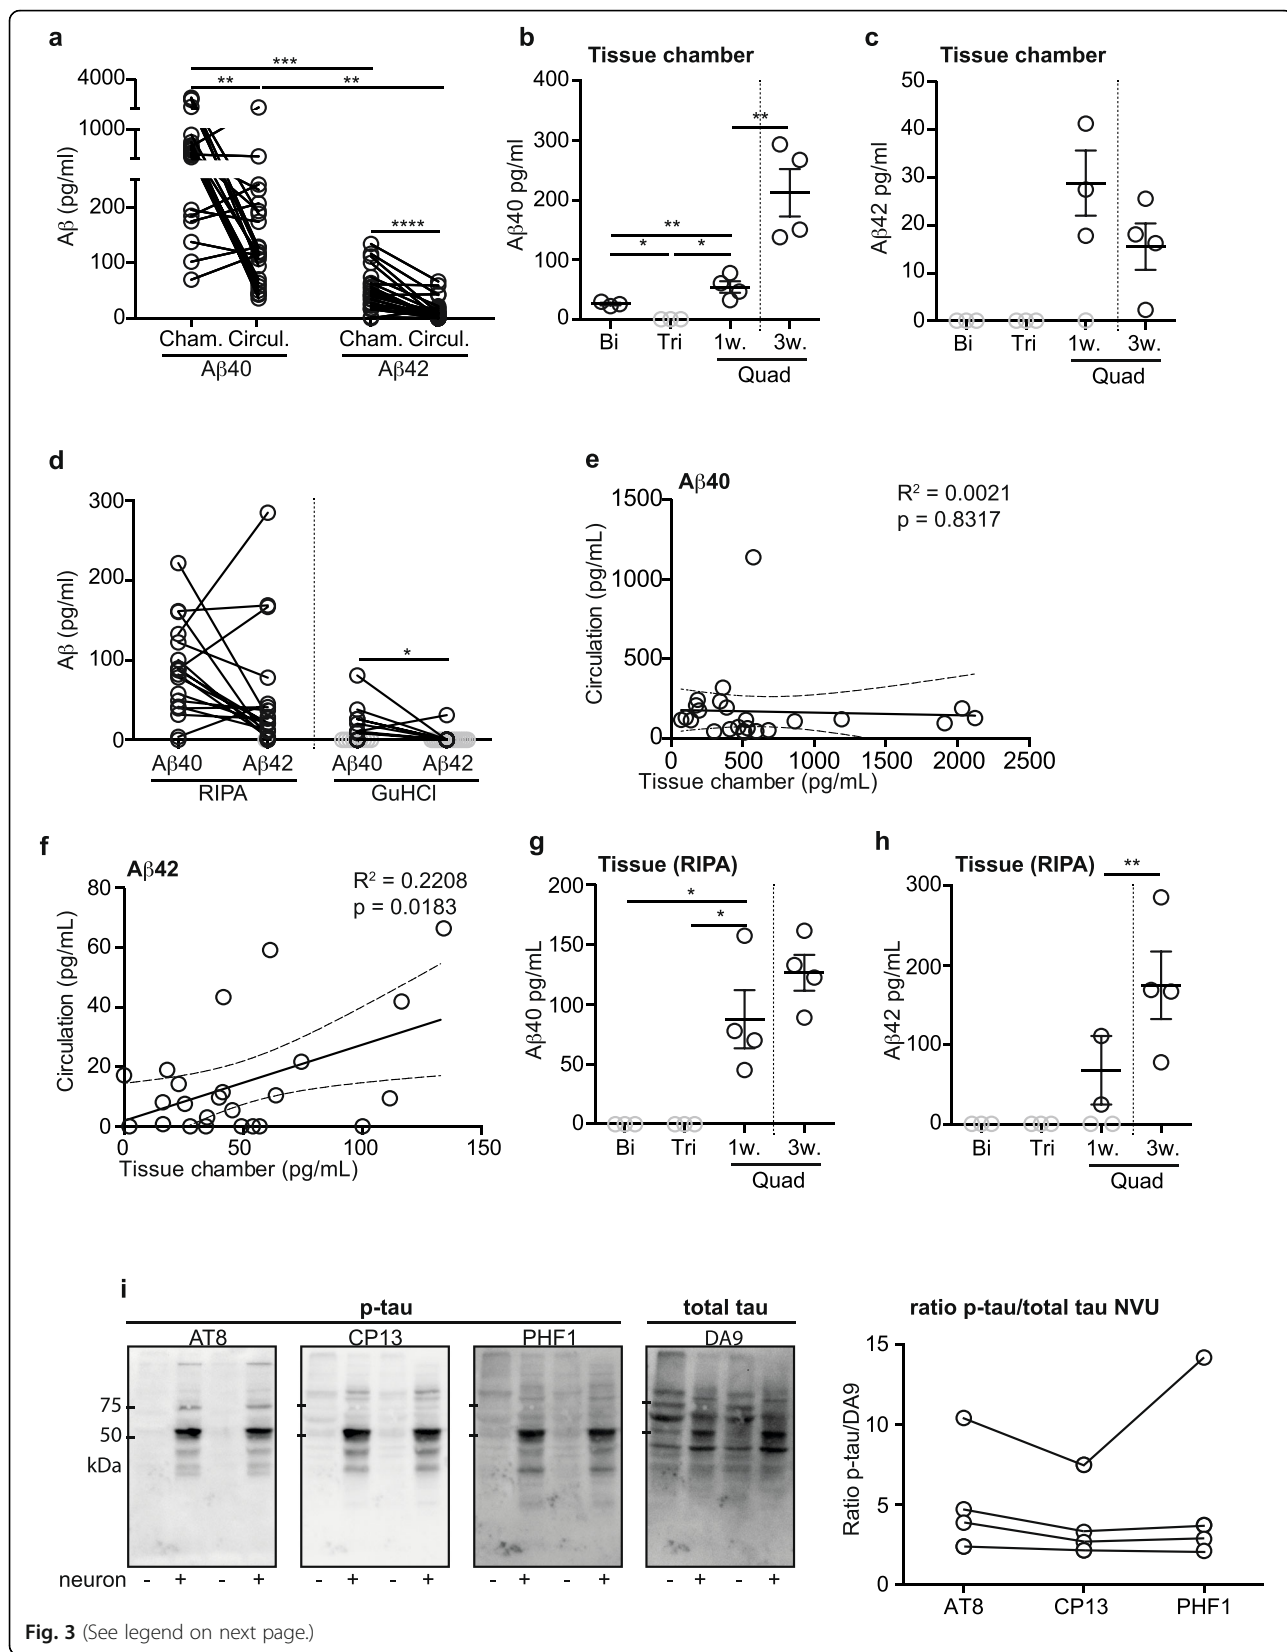 a
4000
1000
200
100
0
Aβ (pg/ml)
***
**
**
****
Cham. Circul.
Cham. Circul.
Aβ40
Aβ42
b
Tissue chamber
400
300
200
100
0
Aβ40 pg/ml
**
**
*
*
Bi
Tri
1w.
3w.
Quad
c
Tissue chamber
50
40
30
20
10
0
Aβ42 pg/ml
Bi
Tri
1w.
3w.
Quad
d
300
200
100
0
Aβ (pg/ml)
*
Aβ40
Aβ42
Aβ40
Aβ42
RIPA
GuHCl
e
Aβ40
R² = 0.0021
p = 0.8317
1500
1000
500
0
Circulation (pg/mL)
0
500
1000
1500
2000
2500
Tissue chamber (pg/mL)
f
Aβ42
R² = 0.2208
p = 0.0183
80
60
40
20
0
Circulation (pg/mL)
0
50
100
150
Tissue chamber (pg/mL)
g
Tissue (RIPA)
200
150
100
50
0
Aβ40 pg/mL
*
*
Bi
Tri
1w.
3w.
Quad
h
Tissue (RIPA)
**
300
200
100
0
Aβ42 pg/mL
Bi
Tri
1w.
3w.
Quad
i
p-tau
total tau
AT8
CP13
PHF1
DA9
75
50
kDa
neuron - + - + - + - + - + - + - + - +
ratio p-tau/total tau NVU
15
10
5
0
Ratio p-tau/DA9
AT8
CP13
PHF1
Fig. 3 (See legend on next page.)